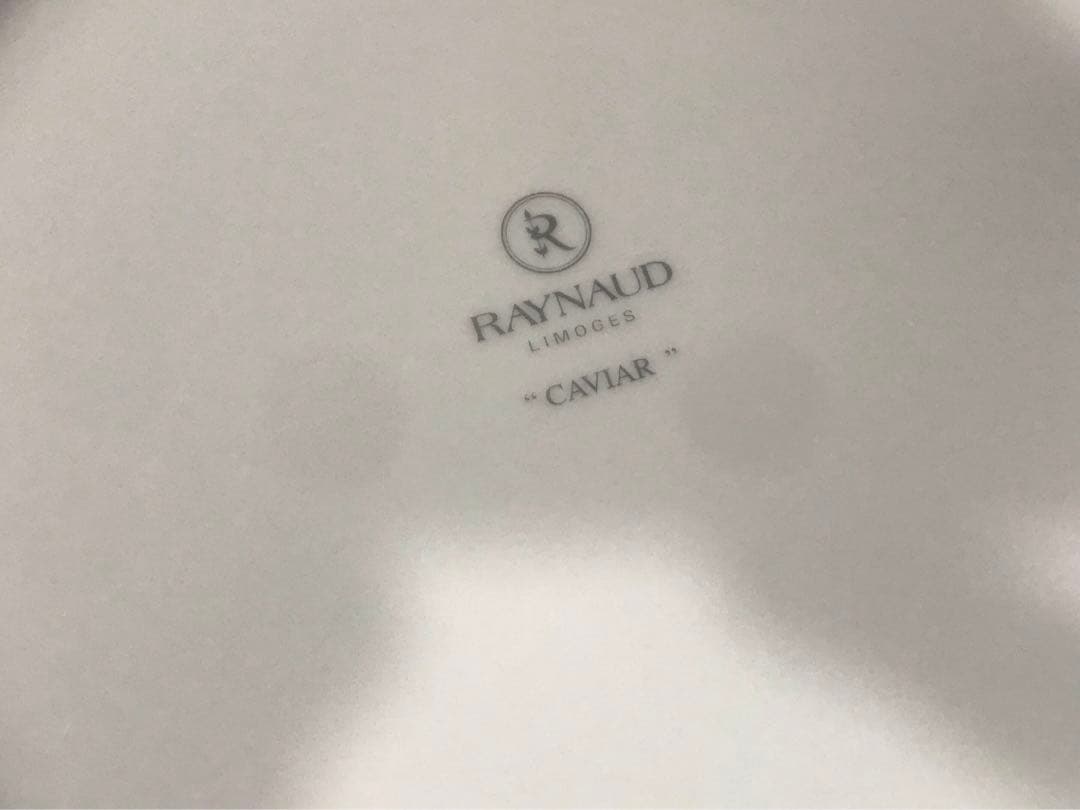 R
RAYNAUD
LIMOGES
“ CAVIAR ”